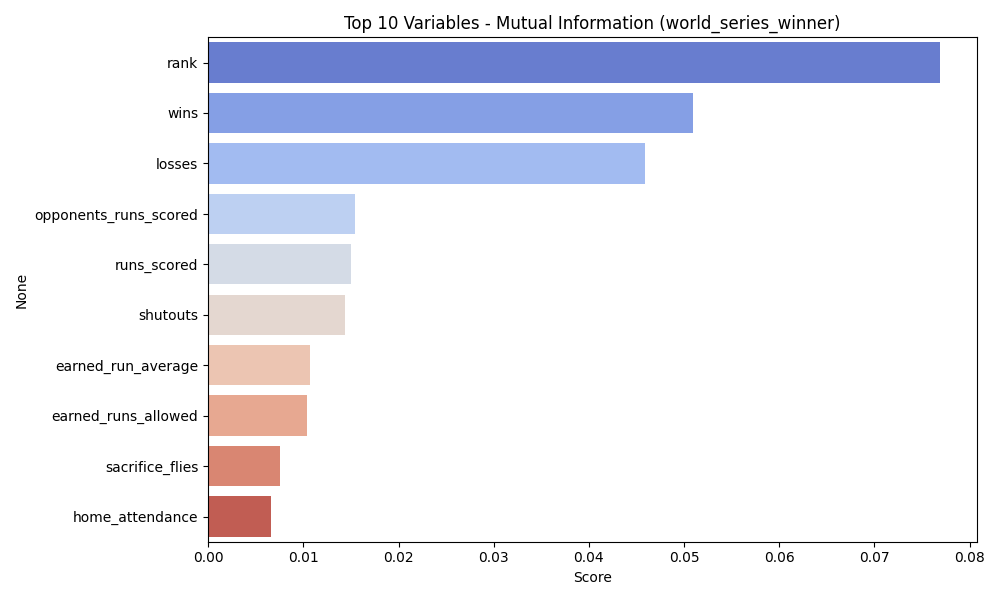 Top 10 Variables - Mutual Information (world_series_winner)
rank
wins
losses
opponents_runs_scored
runs_scored
shutouts
earned_run_average
earned_runs_allowed
sacrifice_flies
home_attendance
None
0.00 0.01 0.02 0.03 0.04 0.05 0.06 0.07 0.08
Score